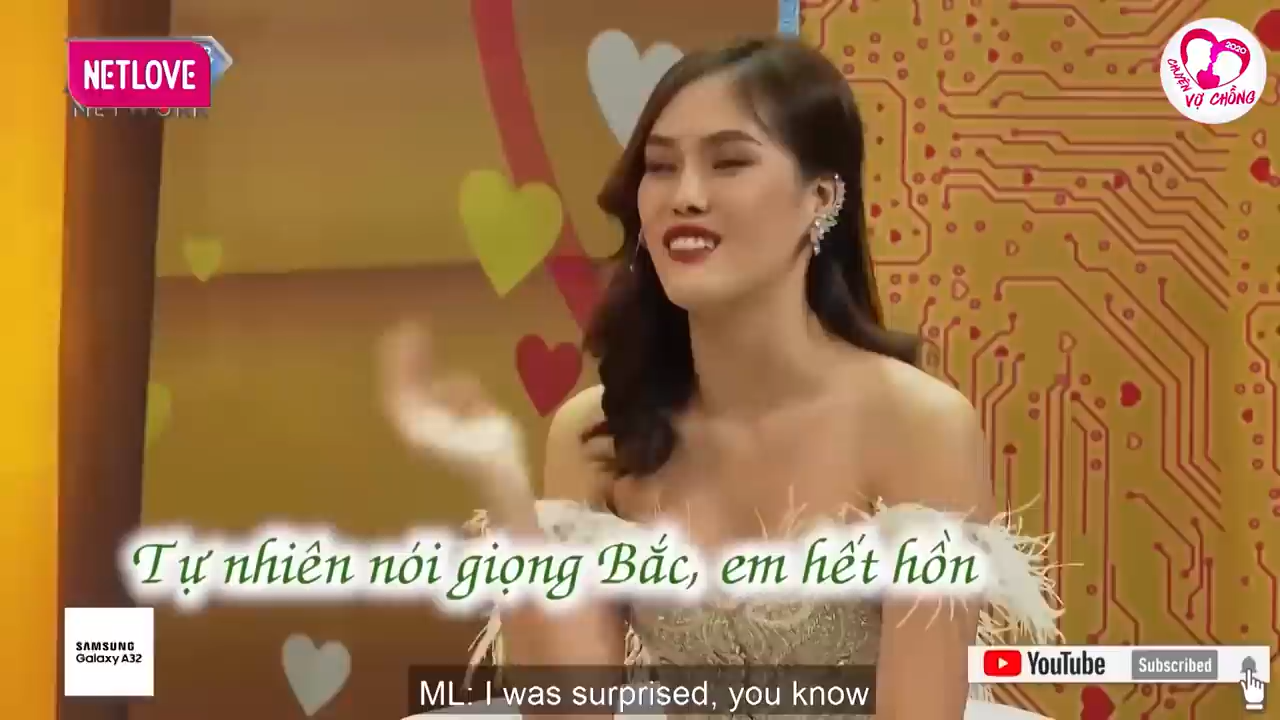 NETLOVE
NETWORK
2020
CHUYỆN
VỢ CHỒNG
Tự nhiên nói giọng Bắc, em hết hồn
SAMSUNG
Galaxy A32
YouTube
Subscribed
ML: I was surprised, you know